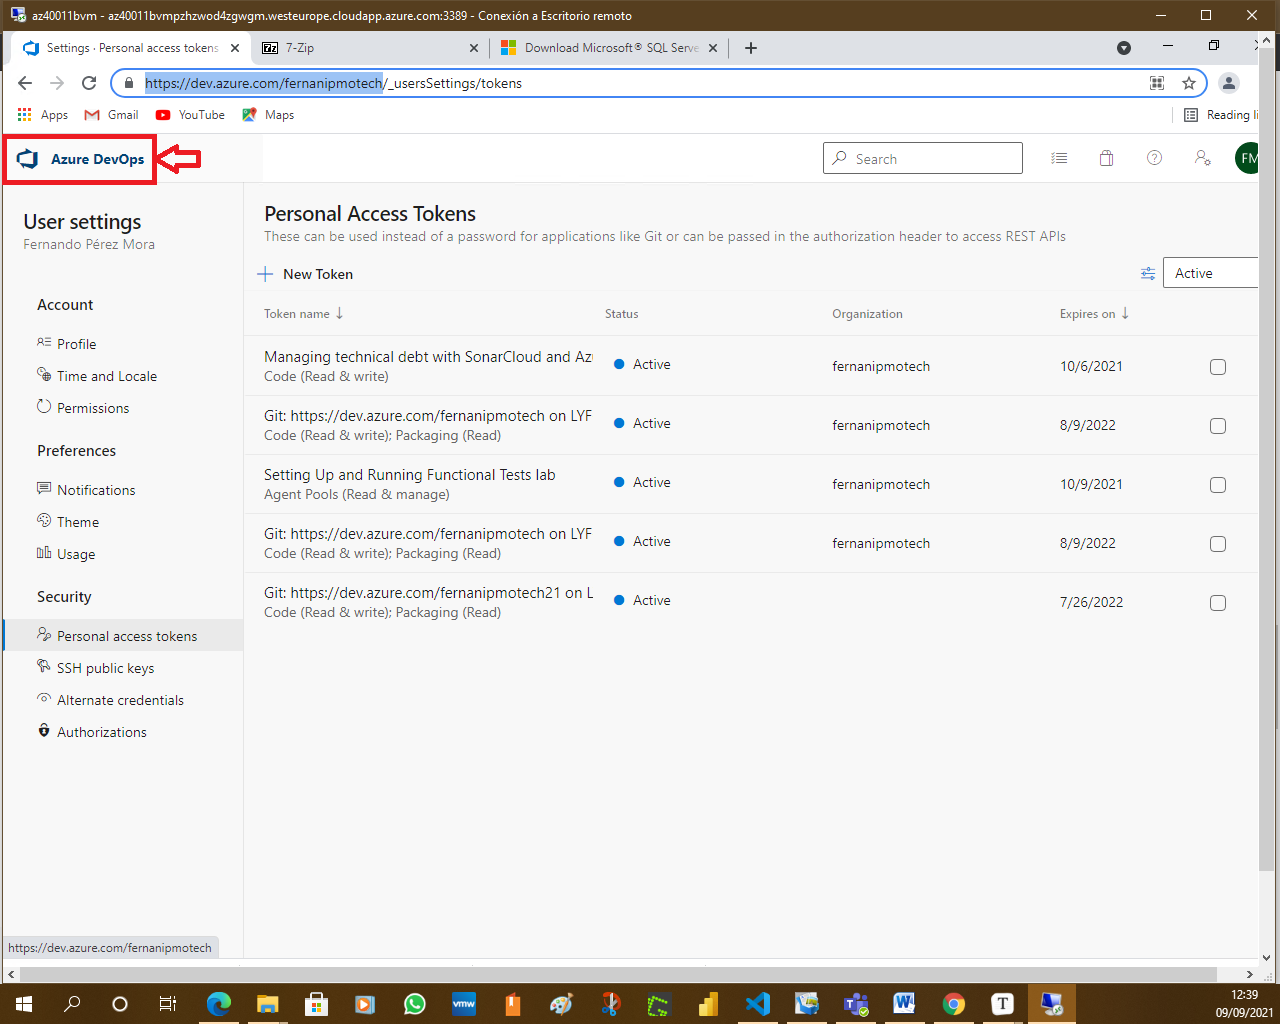 az40011bvm - az40011bvmpzhzwod4zgwgm.westeurope.cloudapp.azure.com:3389 - Conexión a Escritorio remoto
Settings · Personal access tokens
7-Zip
Download Microsoft® SQL Serve
https://dev.azure.com/fernanipmotech/_usersSettings/tokens
Apps
Gmail
YouTube
Maps
Reading li
Azure DevOps
Search
FM
User settings
Fernando Pérez Mora
Account
Profile
Time and Locale
Permissions
Preferences
Notifications
Theme
Usage
Security
Personal access tokens
SSH public keys
Alternate credentials
Authorizations
Personal Access Tokens
These can be used instead of a password for applications like Git or can be passed in the authorization header to access REST APIs
New Token
Active
Token name Status Organization Expires on
Managing technical debt with SonarCloud and Azu
Code (Read & write)
Active fernanipmotech 10/6/2021
Git: https://dev.azure.com/fernanipmotech on LYF
Code (Read & write); Packaging (Read)
Active fernanipmotech 8/9/2022
Setting Up and Running Functional Tests lab
Agent Pools (Read & manage)
Active fernanipmotech 10/9/2021
Git: https://dev.azure.com/fernanipmotech on LYF
Code (Read & write); Packaging (Read)
Active fernanipmotech 8/9/2022
Git: https://dev.azure.com/fernanipmotech21 on L
Code (Read & write); Packaging (Read)
Active 7/26/2022
https://dev.azure.com/fernanipmotech
vmw
12:39
09/09/2021